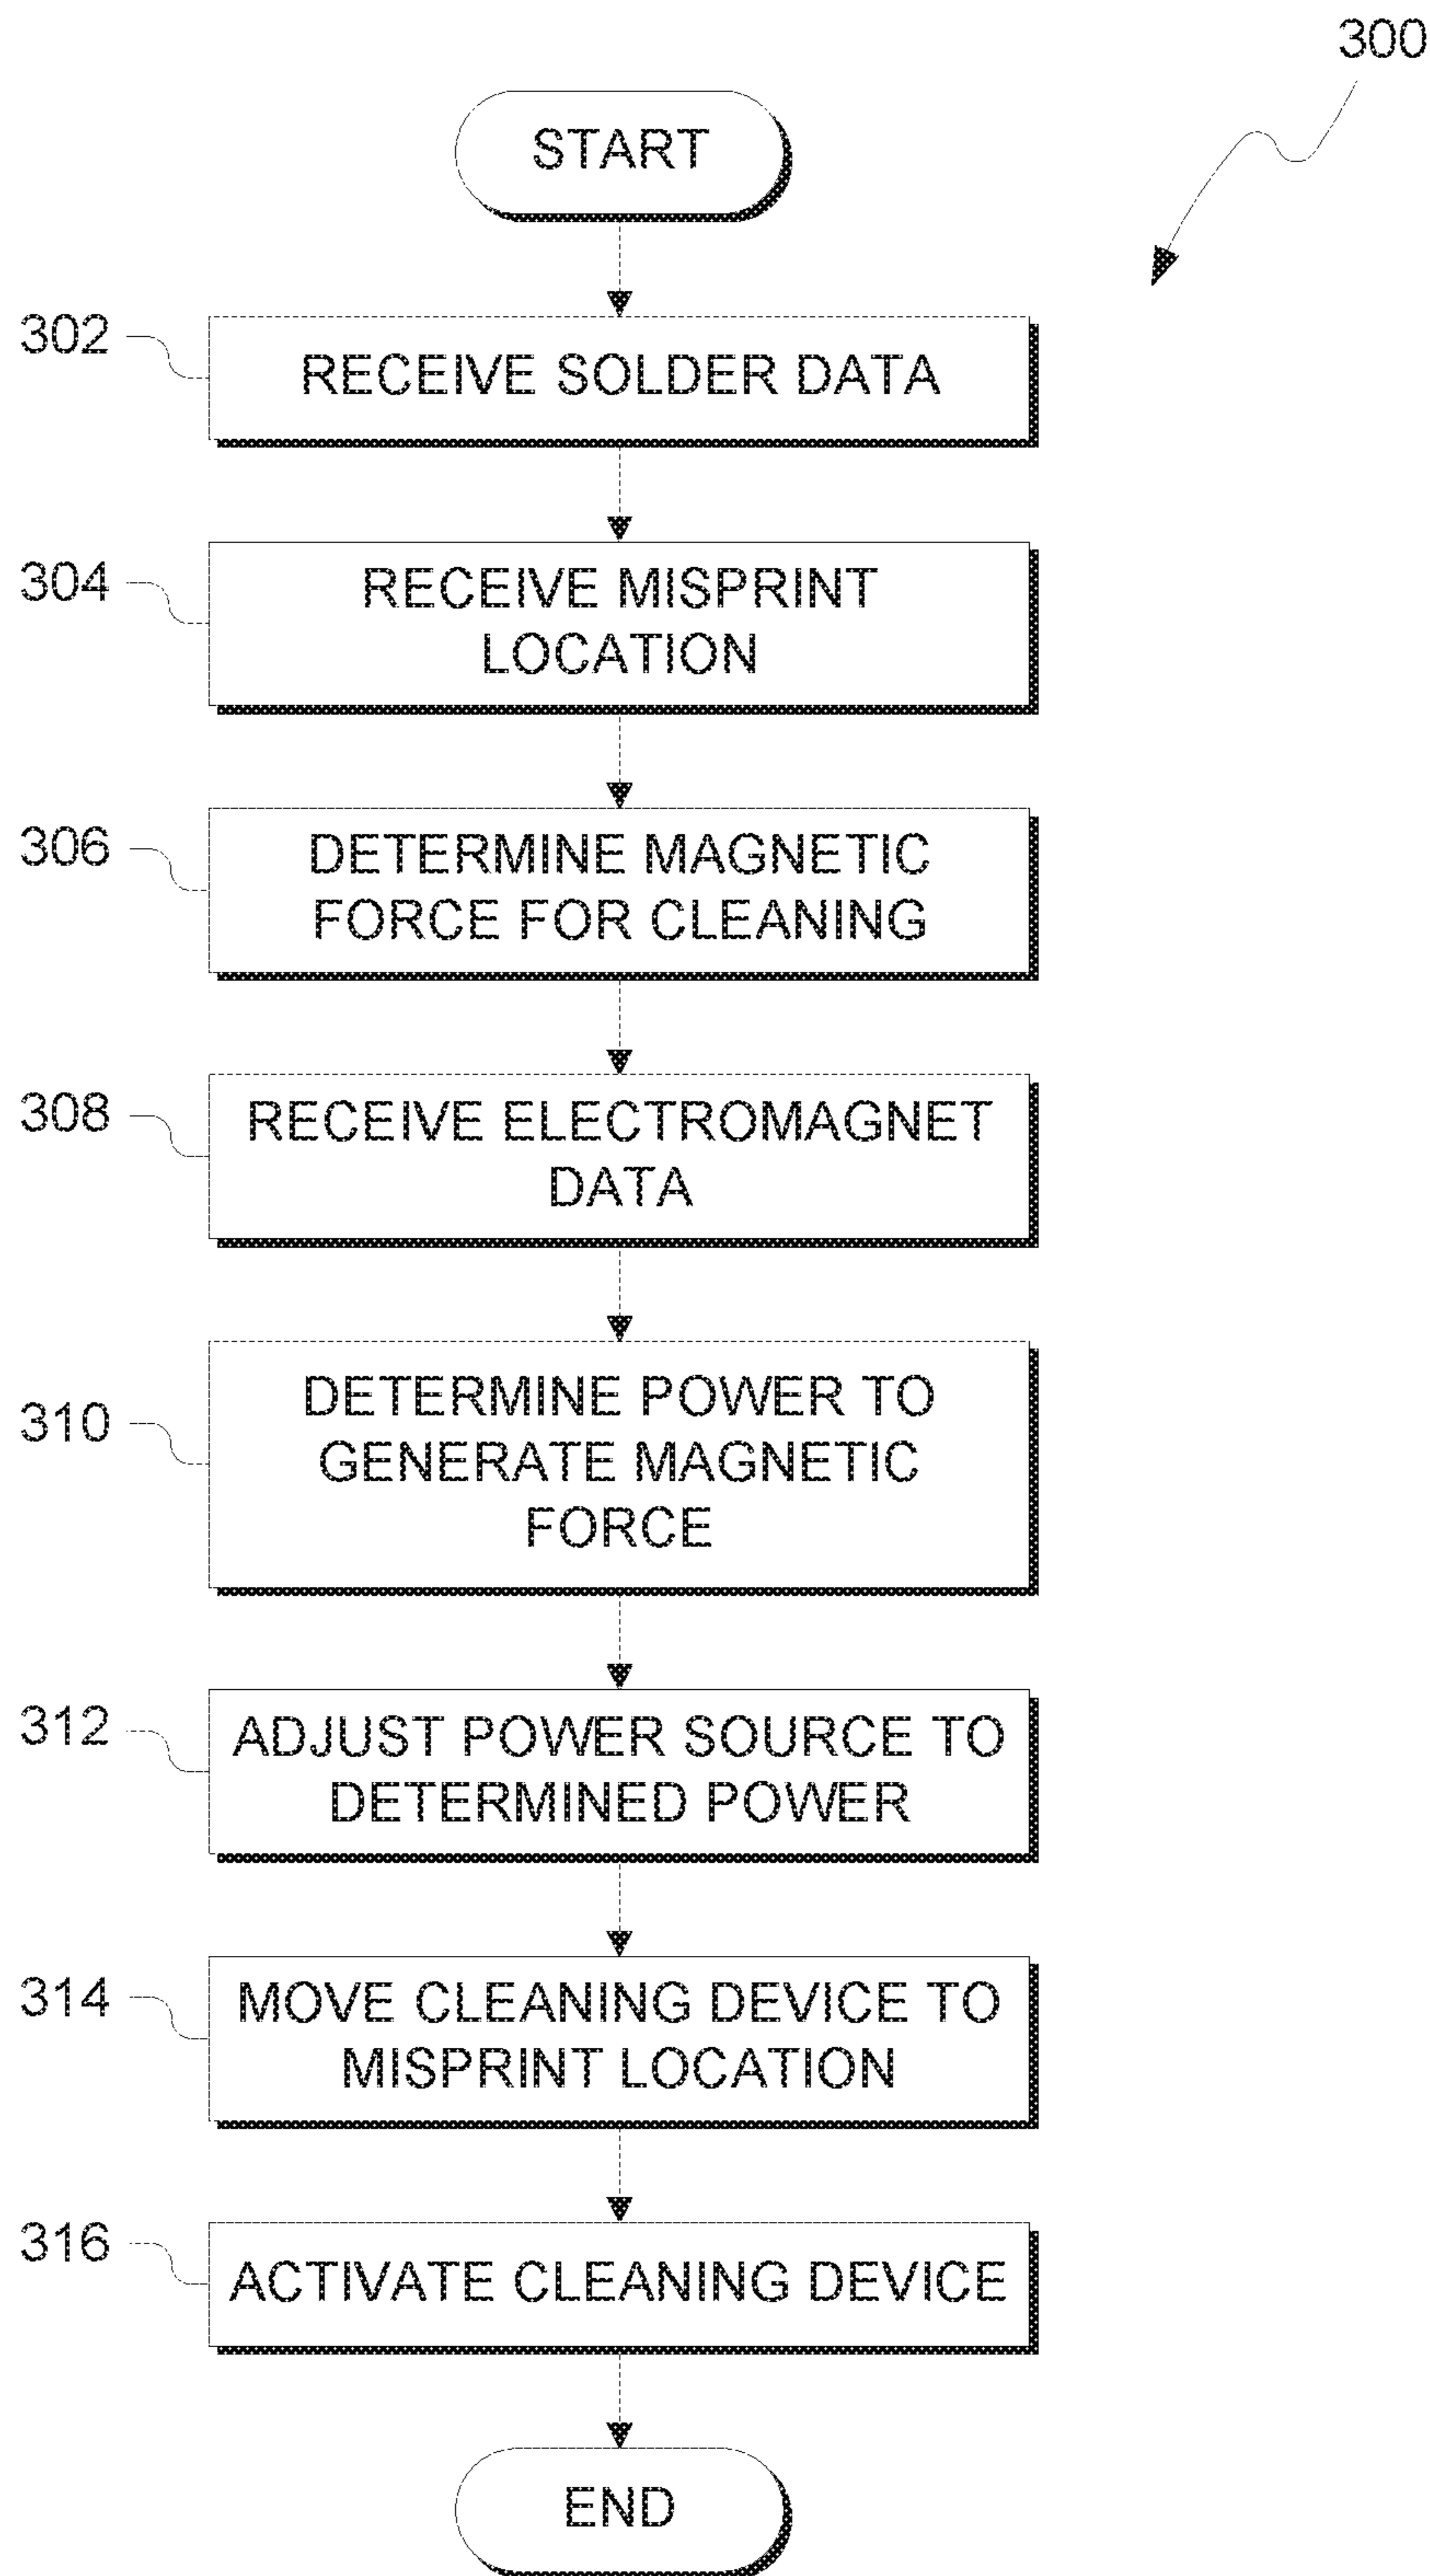 300
START
302
RECEIVE SOLDER DATA
304
RECEIVE MISPRINT
LOCATION
306
DETERMINE MAGNETIC
FORCE FOR CLEANING
308
RECEIVE ELECTROMAGNET
DATA
310
DETERMINE POWER TO
GENERATE MAGNETIC
FORCE
312
ADJUST POWER SOURCE TO
DETERMINED POWER
314
MOVE CLEANING DEVICE TO
MISPRINT LOCATION
316
ACTIVATE CLEANING DEVICE
END